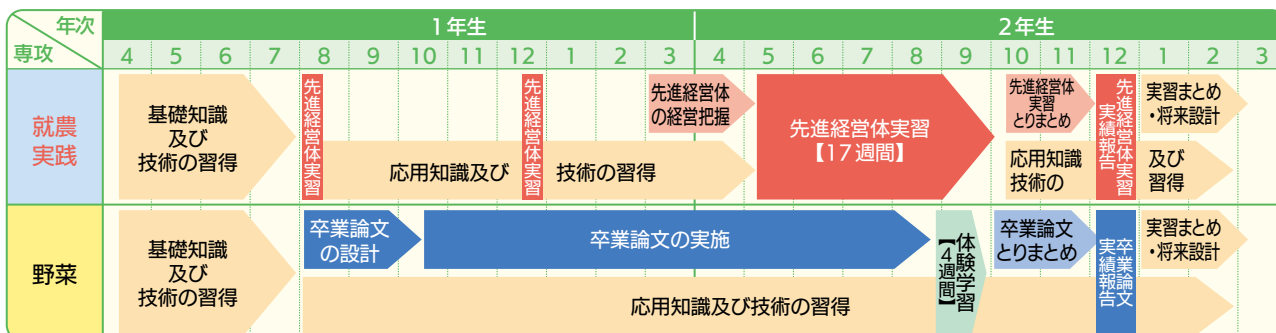 年次
専攻
1年生
2年生
4 5 6 7 8 9 10 11 12 1 2 3 4 5 6 7 8 9 10 11 12 1 2 3
就農
実践
基礎知識
及び
技術の習得
先進経営体実習
先進経営体実習
応用知識及び
技術の習得
先進経営体
の経営把握
先進経営体実習
【17週間】
先進経営体
実習
とりまとめ
応用知識
技術の
先進経営体実習
実績報告
実習まとめ
・将来設計
及び
習得
野菜
基礎知識
及び
技術の習得
卒業論文
の設計
卒業論文の実施
体験学習
【4週間】
卒業論文
とりまとめ
卒業論文
実績報告
実習まとめ
・将来設計
応用知識及び技術の習得